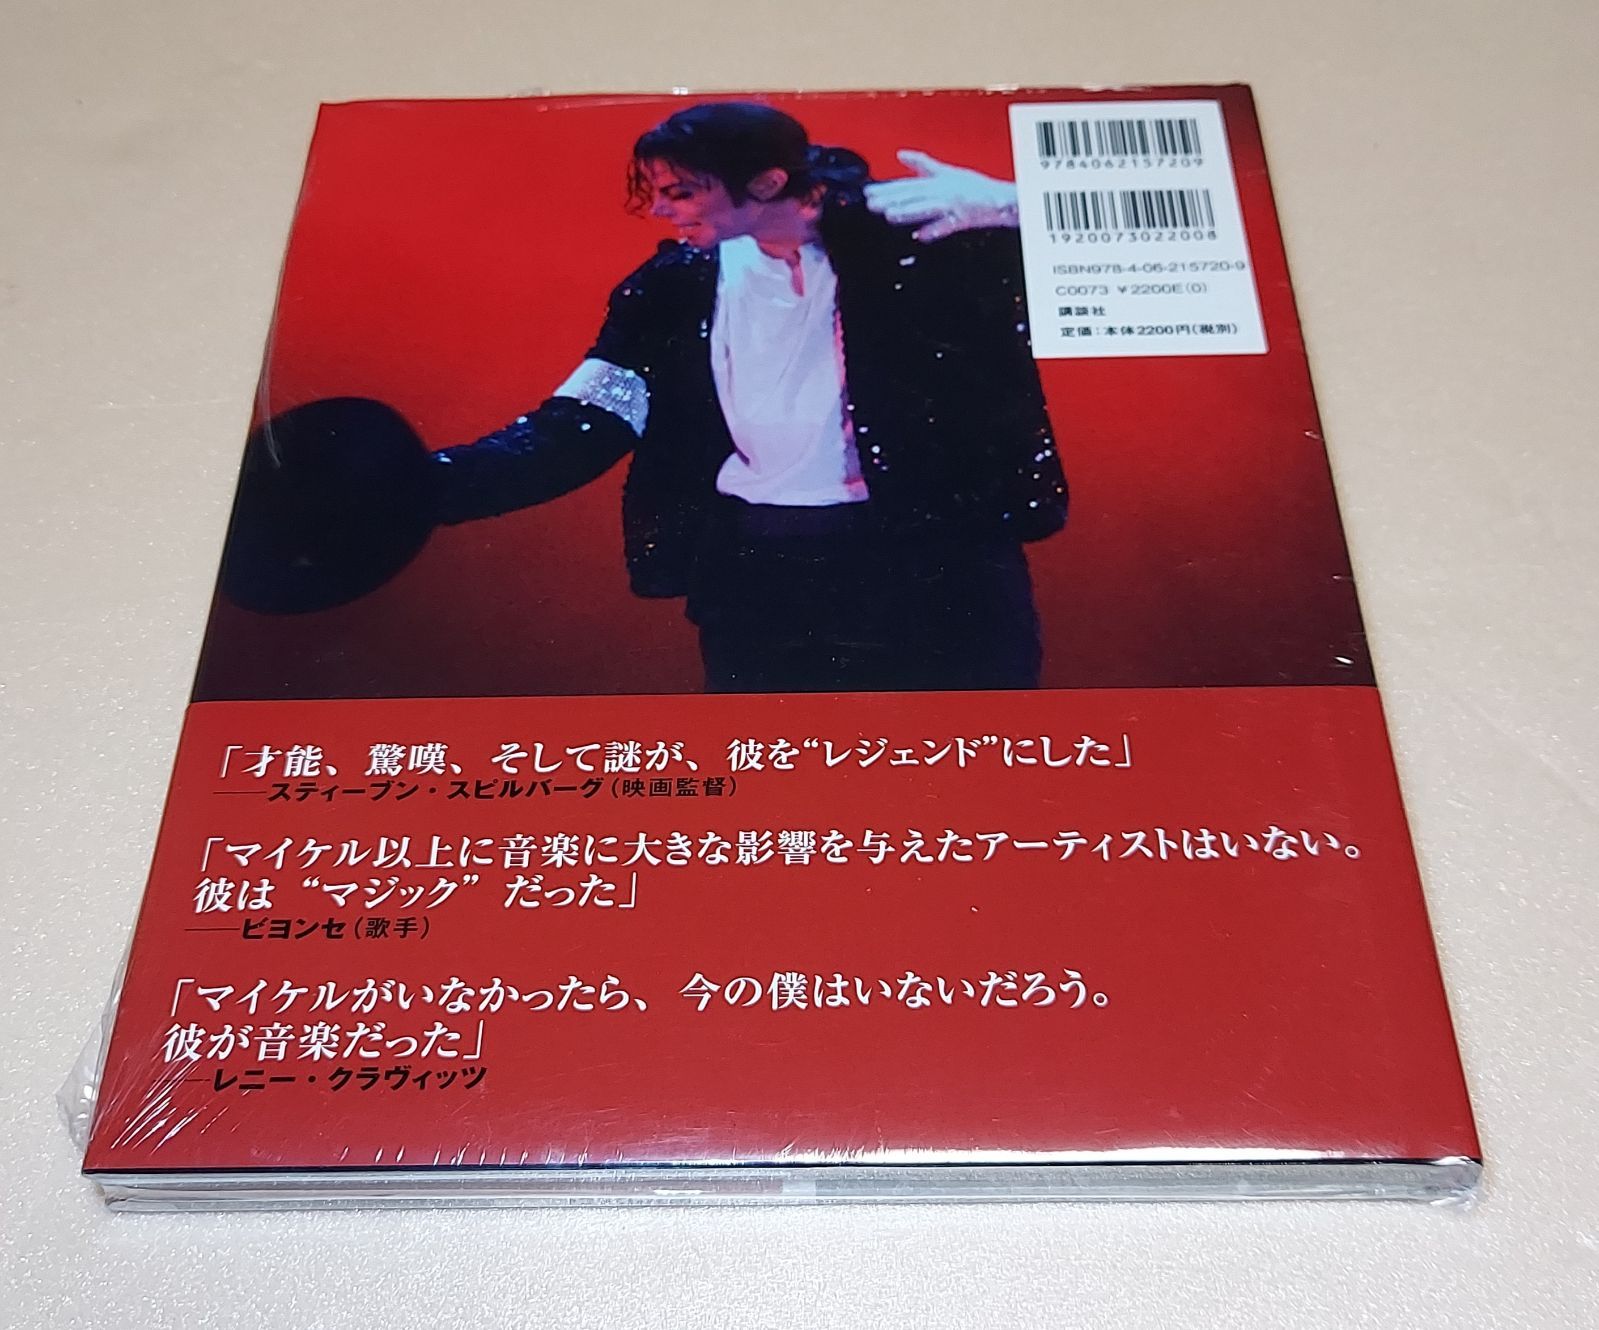 9784062157209
1920073022008
ISBN978-4-06-215720-9
C0073 ¥2200E(0)
講談社
定価:本体2200円(税別)
「才能、驚嘆、そして謎が、彼を“レジェンド”にした」
──スティーブン・スピルバーグ(映画監督)
「マイケル以上に音楽に大きな影響を与えたアーティストはいない。
彼は“マジック”だった」
──ビヨンセ(歌手)
「マイケルがいなかったら、今の僕はいないだろう。
彼が音楽だった」
──レニー・クラヴィッツ